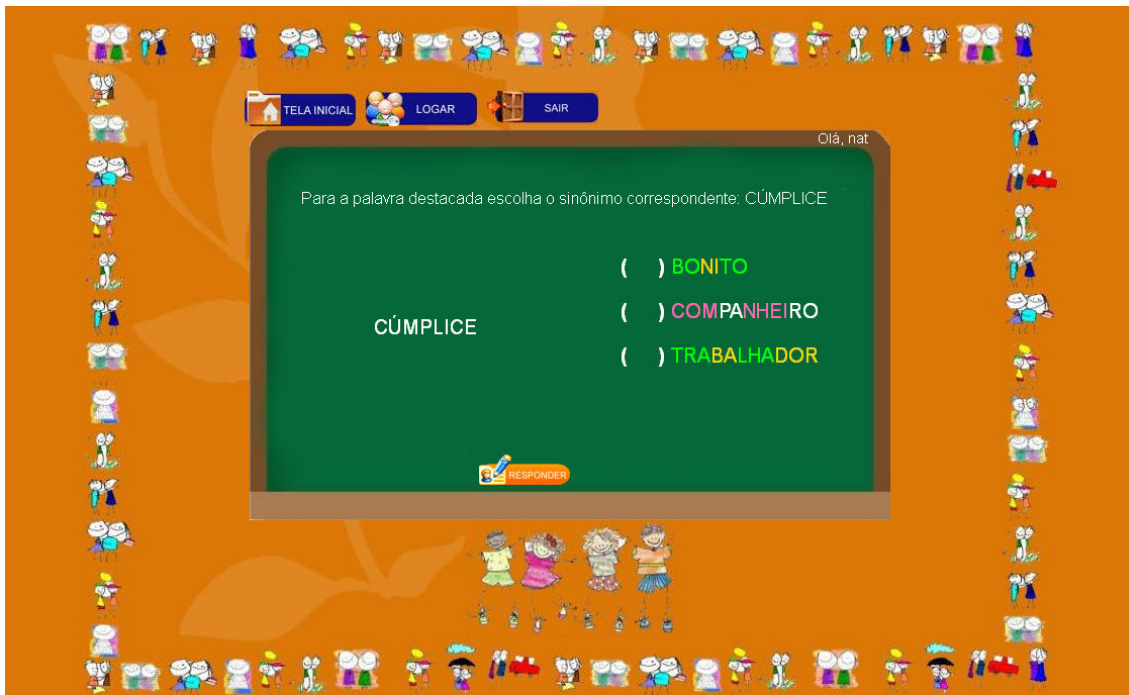 TELA INICIAL
LOGAR
SAIR
Olá, nat
Para a palavra destacada escolha o sinônimo correspondente: CÚMPLICE
( ) BONITO
( ) COMPANHEIRO
CÚMPLICE
( ) TRABALHADOR
RESPONDER